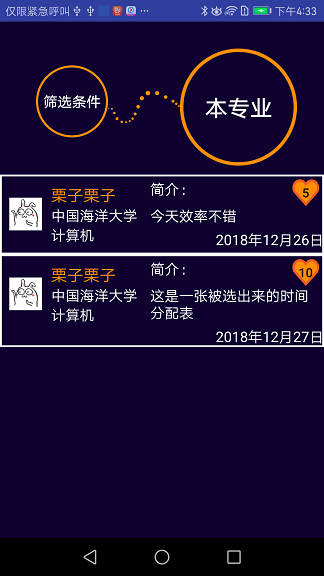 仅限紧急呼叫 ... 下午4:33
筛选条件
本专业
栗子栗子
中国海洋大学
计算机
简介：
今天效率不错
5
2018年12月26日
栗子栗子
中国海洋大学
计算机
简介：
这是一张被选出来的时间
分配表
10
2018年12月27日